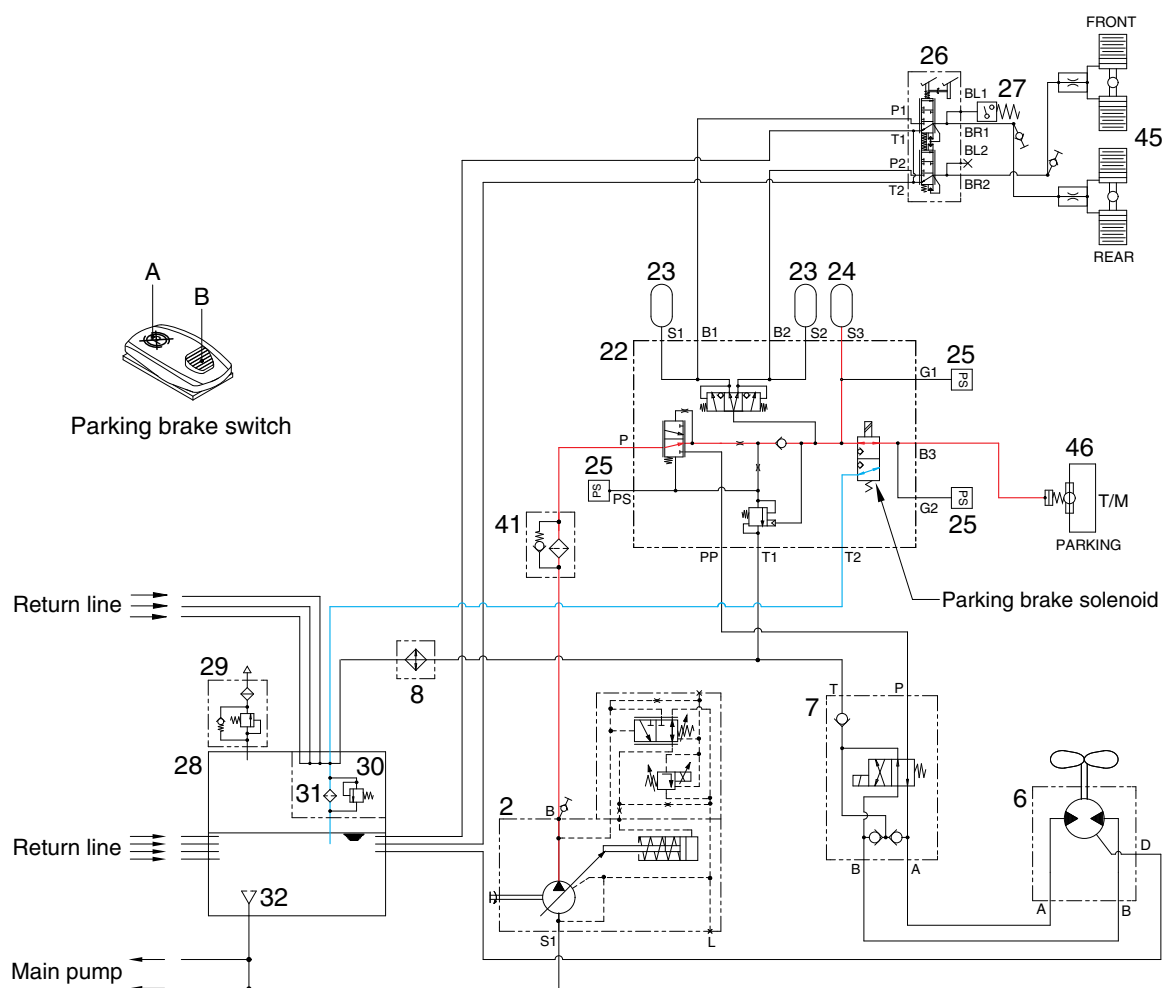 FRONT
26
BL1
27
P1
BR1
T1
BL2
45
P2
BR2
T2
REAR
A
B
Parking brake switch
23
23
24
S1
B1
B2
S2
S3
22
25
G1
PS
P
B3
46
25
PS
PS
PS
G2
25
T/M
PARKING
41
PP
T1
T2
Return line
Parking brake solenoid
29
8
T
P
7
28
30
31
2
B
6
Return line
D
32
B
A
A
B
S1
L
Main pump